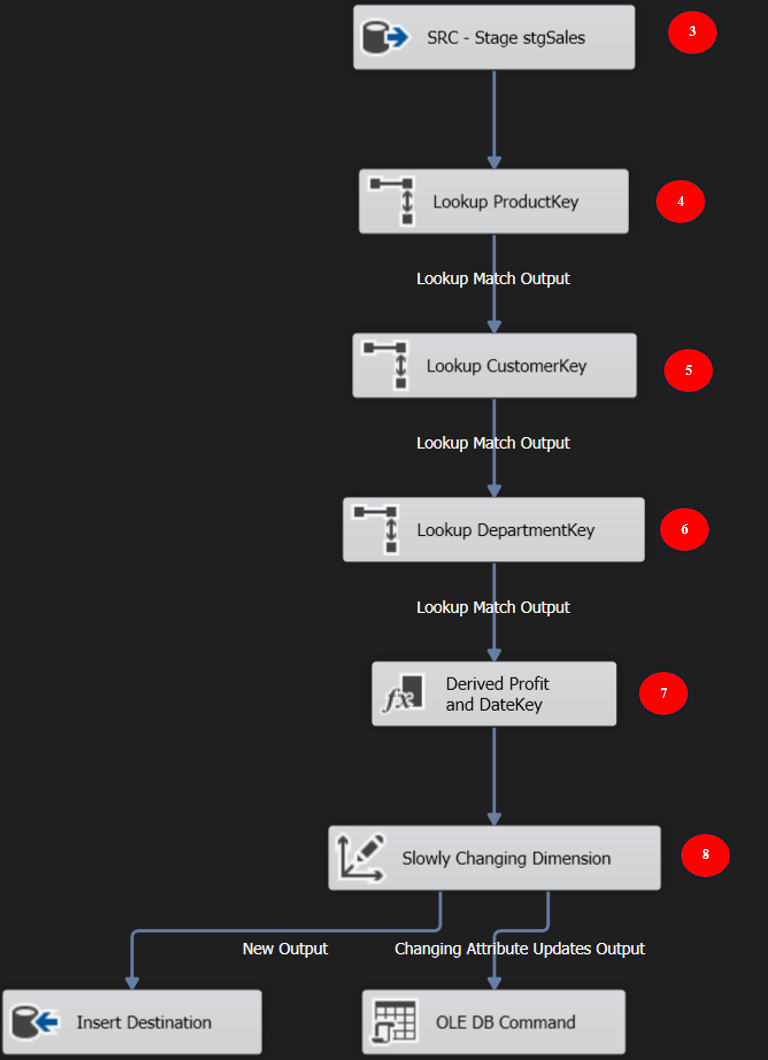 SRC - Stage stgSales
3
Lookup ProductKey
4
Lookup Match Output
Lookup CustomerKey
5
Lookup Match Output
Lookup DepartmentKey
6
Lookup Match Output
fx
Derived Profit
and DateKey
7
Slowly Changing Dimension
8
New Output
Changing Attribute Updates Output
Insert Destination
OLE DB Command